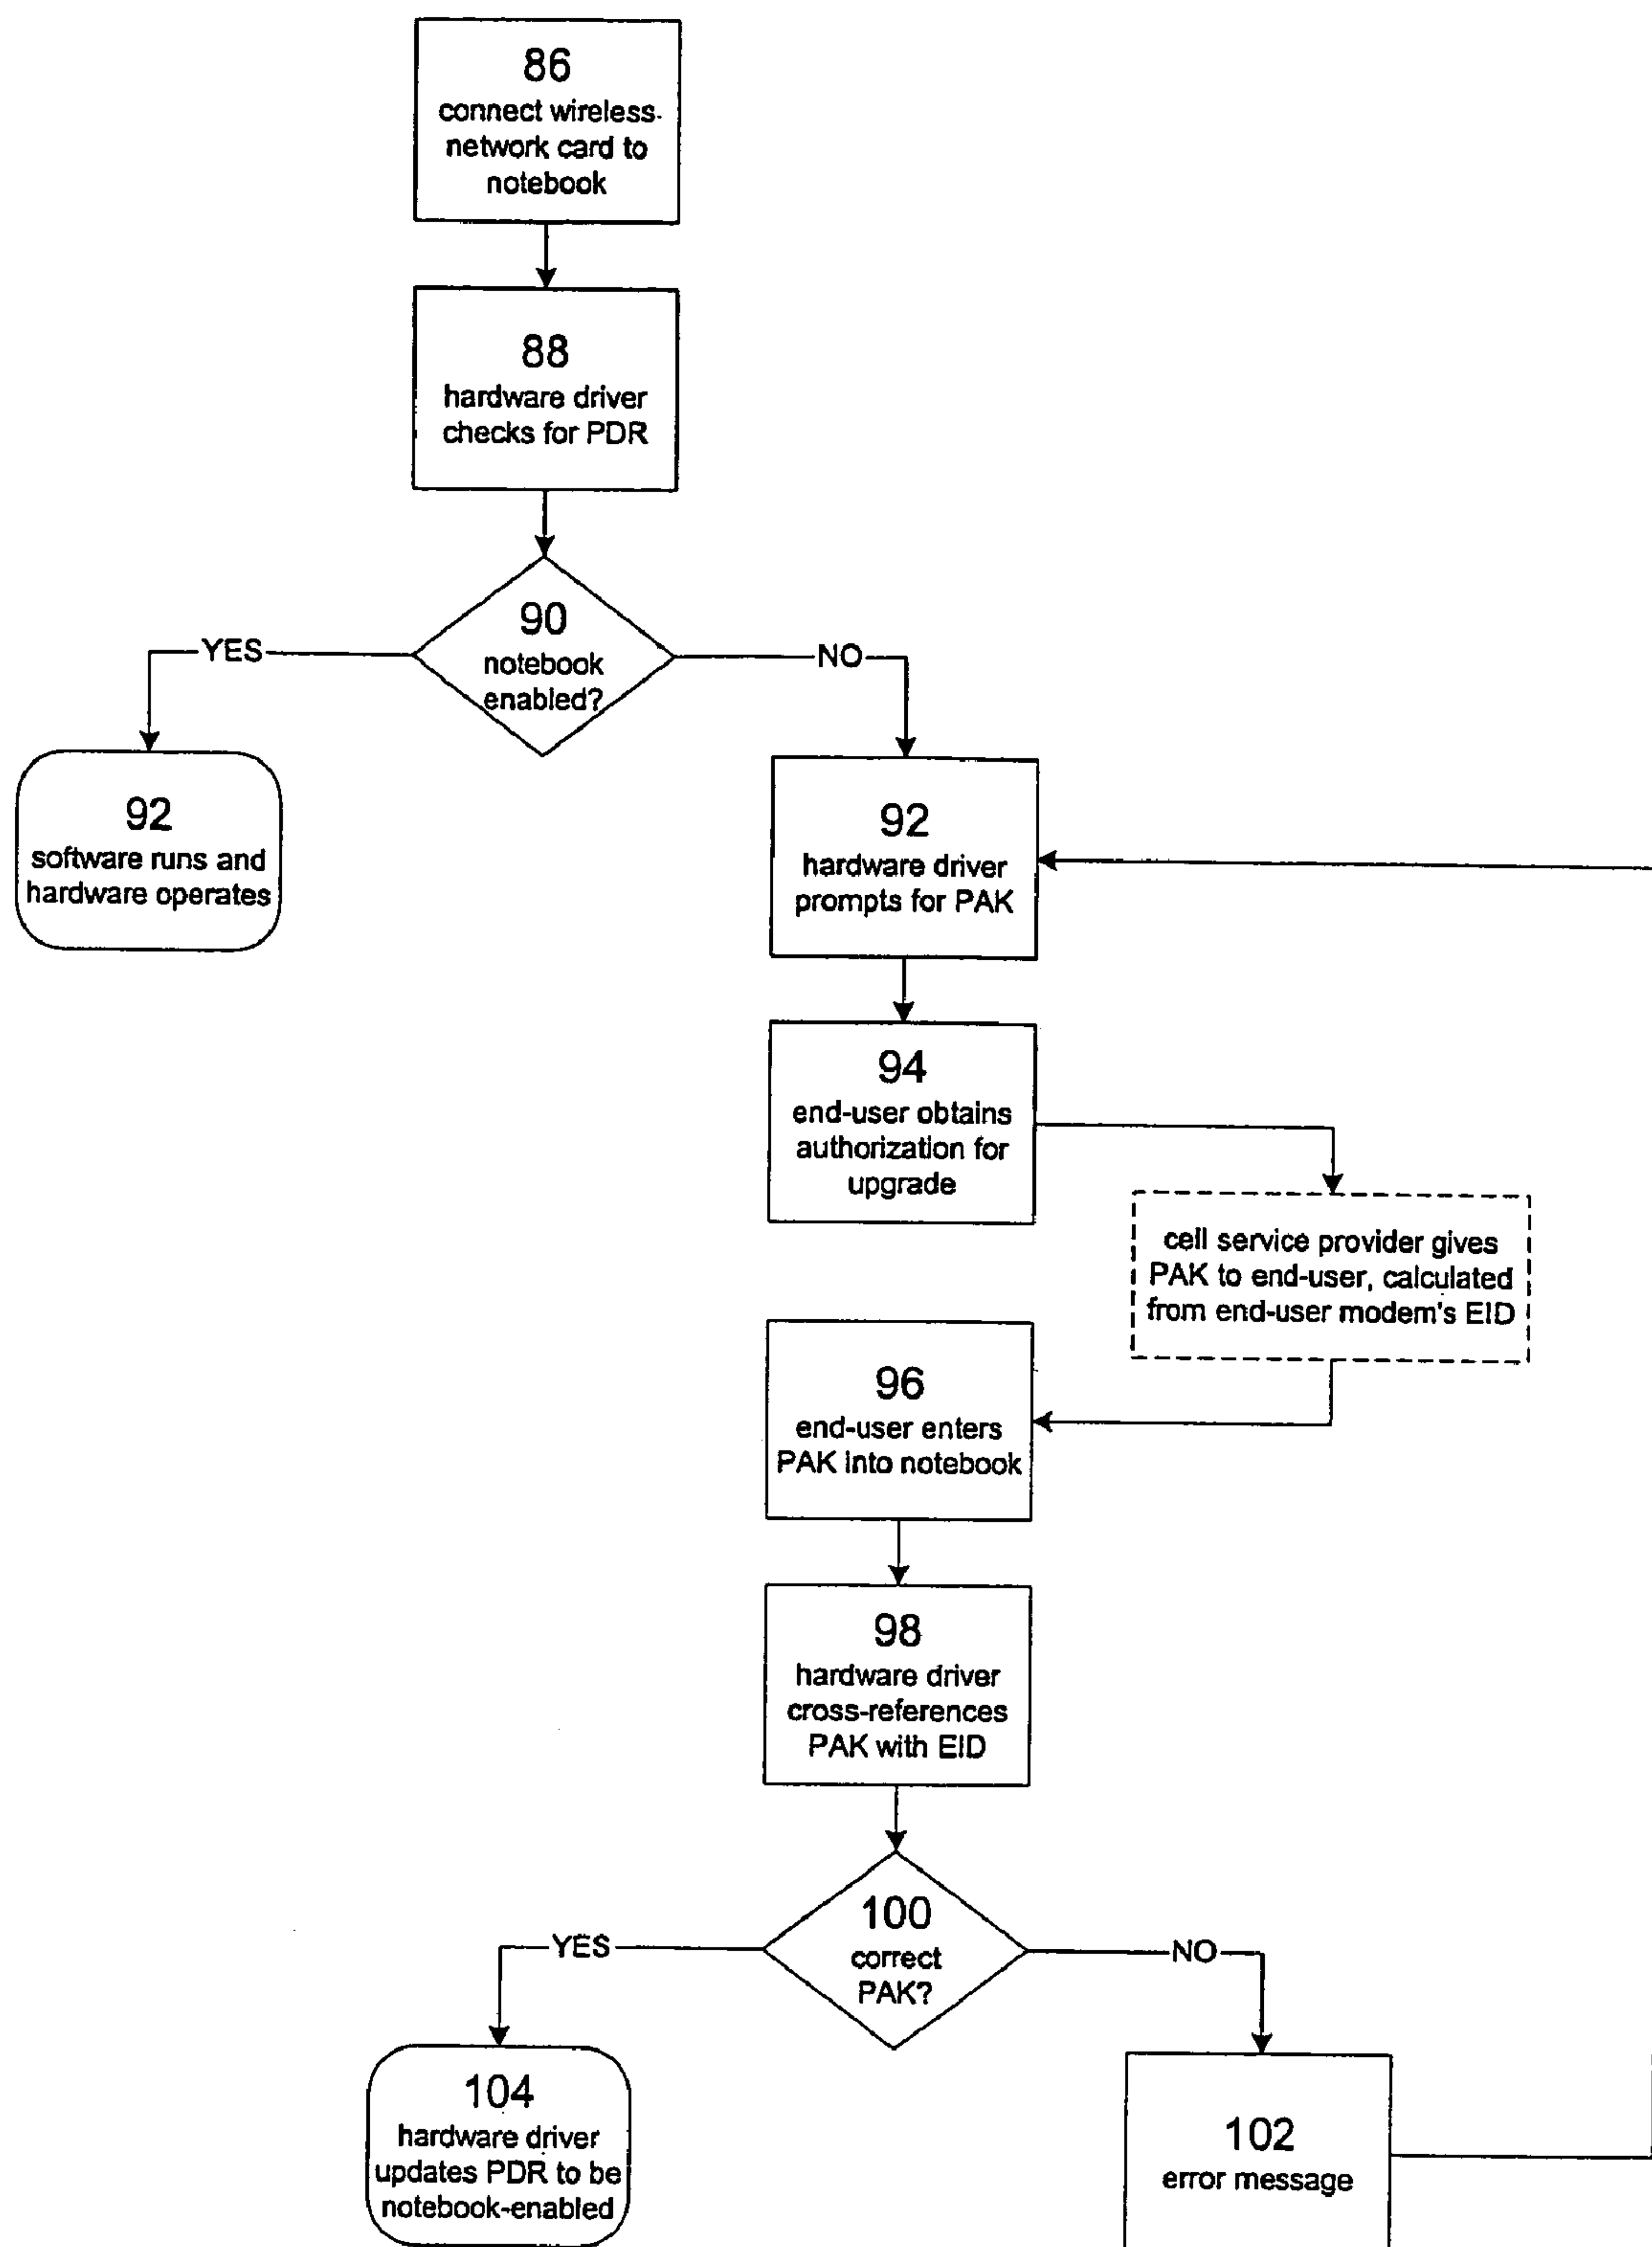 86
connect wireless-
network card to
notebook
88
hardware driver
checks for PDR
90
notebook
enabled?
YES
NO
92
software runs and
hardware operates
92
hardware driver
prompts for PAK
94
end-user obtains
authorization for
upgrade
cell service provider gives
PAK to end-user, calculated
from end-user modem's EID
96
end-user enters
PAK into notebook
98
hardware driver
cross-references
PAK with EID
100
correct
PAK?
YES
NO
104
hardware driver
updates PDR to be
notebook-enabled
102
error message